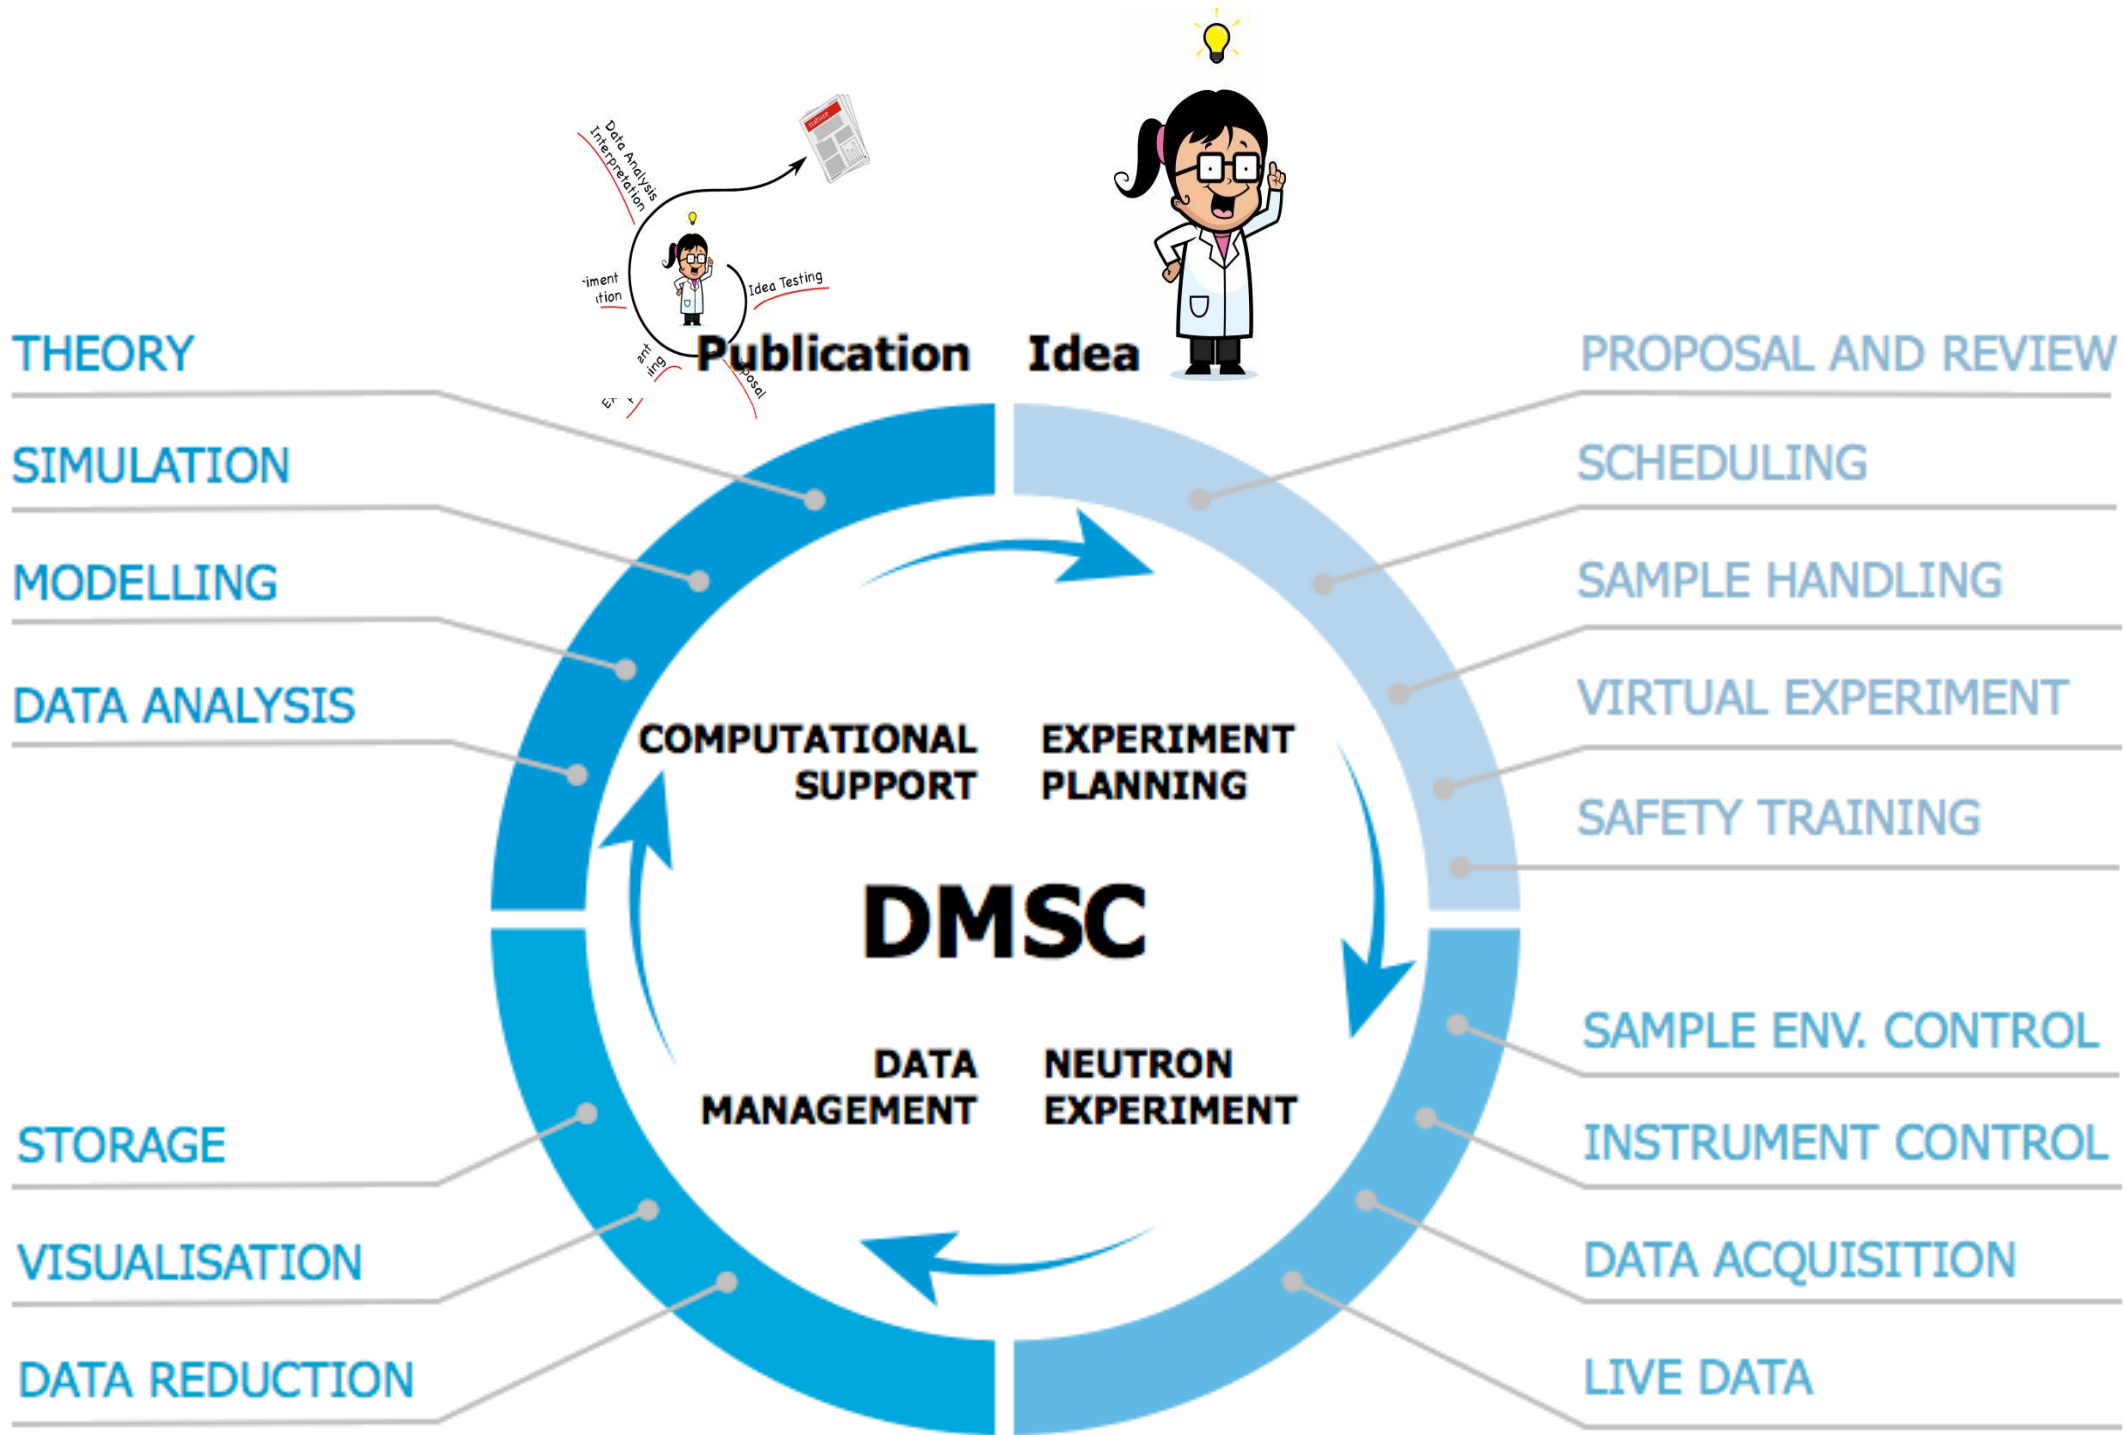 nature
Data Analysis
Interpretation
Idea Testing
Publication
Idea
THEORY
SIMULATION
MODELLING
DATA ANALYSIS
PROPOSAL AND REVIEW
SCHEDULING
SAMPLE HANDLING
VIRTUAL EXPERIMENT
SAFETY TRAINING
COMPUTATIONAL
SUPPORT
EXPERIMENT
PLANNING
DMSC
DATA
MANAGEMENT
NEUTRON
EXPERIMENT
STORAGE
VISUALISATION
DATA REDUCTION
SAMPLE ENV. CONTROL
INSTRUMENT CONTROL
DATA ACQUISITION
LIVE DATA